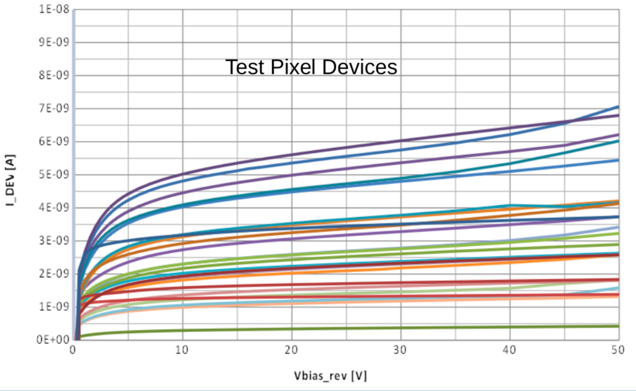 1E-08
9E-09
8E-09
Test Pixel Devices
7E-09
6E-09
5E-09
I_DEV [A]
4E-09
3E-09
2E-09
1E-09
0E+00
0 10 20 30 40 50
Vbias_rev [V]